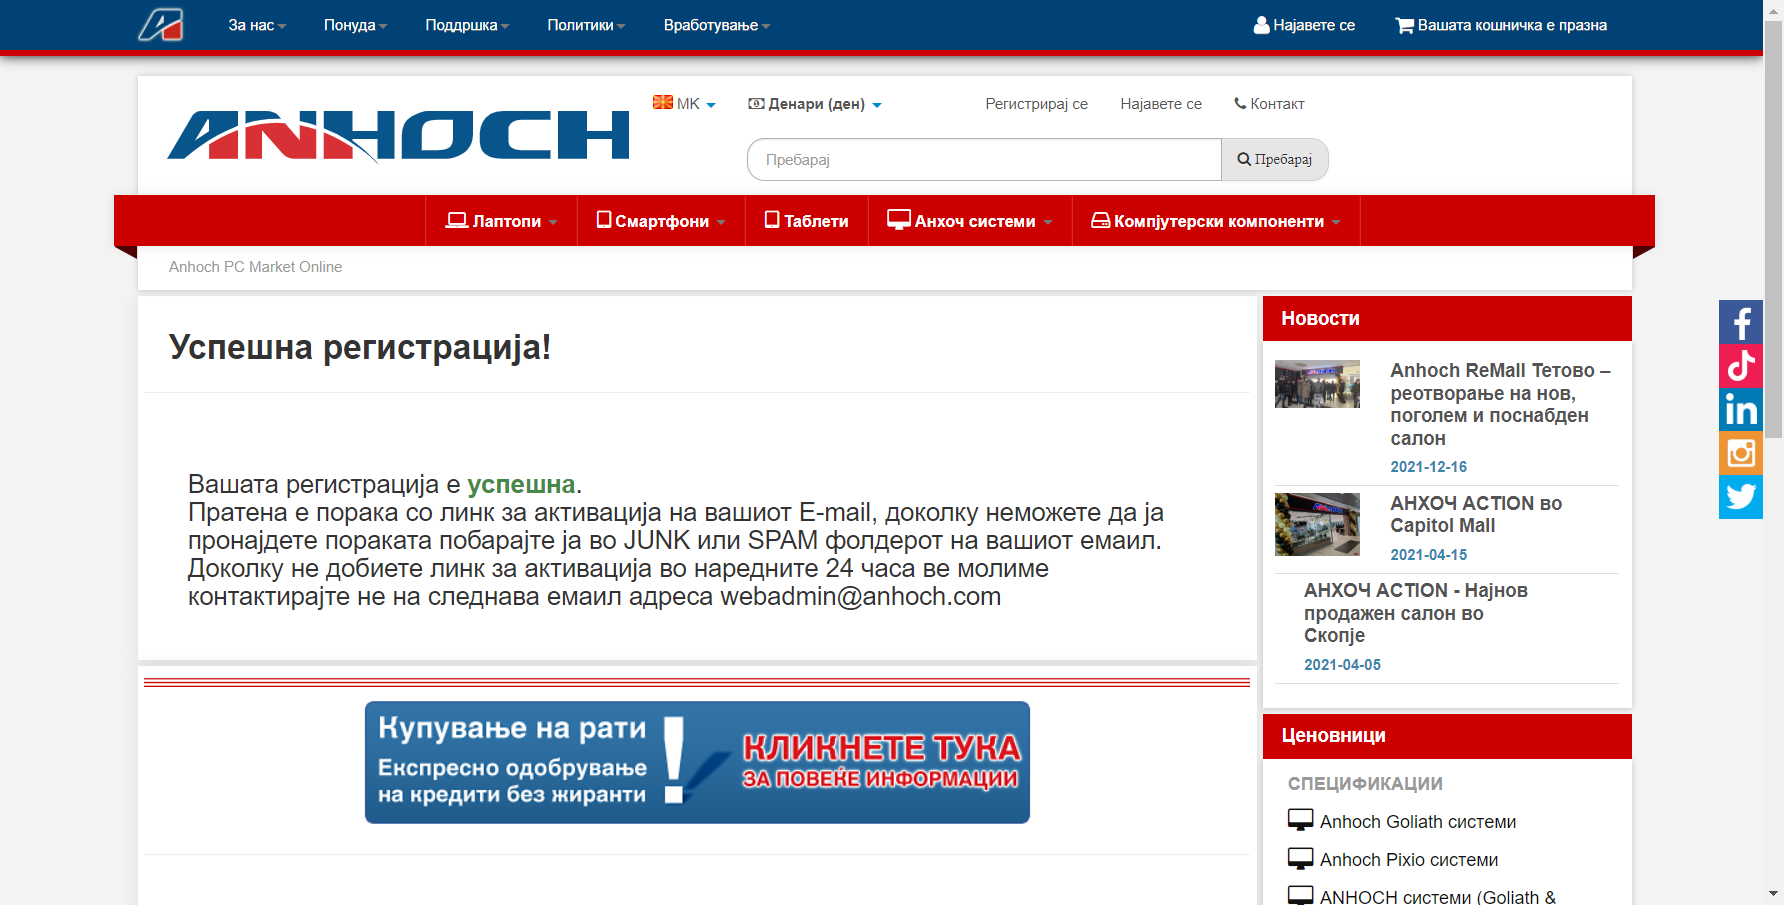 За нас
Понуда
Поддршка
Политики
Вработување
Најавете се
Вашата кошничка е празна
ANHOCH
МК
Денари (ден)
Регистрирај се
Најавете се
Контакт
Пребарај
Пребарај
Лаптопи
Смартфони
Таблети
Анхоч системи
Компјутерски компоненти
Anhoch PC Market Online
Успешна регистрација!
Вашата регистрација е успешна.
Пратена е порака со линк за активација на вашиот E-mail, доколку неможете да ја
пронајдете пораката побарајте ја во JUNK или SPAM фолдерот на вашиот емаил.
Доколку не добиете линк за активација во наредните 24 часа ве молиме
контактирајте не на следнава емаил адреса webadmin@anhoch.com
Купување на рати
Експресно одобрување
на кредити без жиранти
!
КЛИКНЕТЕ ТУКА
ЗА ПОВЕЌЕ ИНФОРМАЦИИ
Новости
Anhoch ReMall Тетово –
реотворање на нов,
поголем и поснабден
салон
2021-12-16
АНХОЧ ACTION во
Capitol Mall
2021-04-15
АНХОЧ ACTION - Најнов
продажен салон во
Скопје
2021-04-05
Ценовници
СПЕЦИФИКАЦИИ
Anhoch Goliath системи
Anhoch Pixio системи
ANHOCH системи (Goliath &